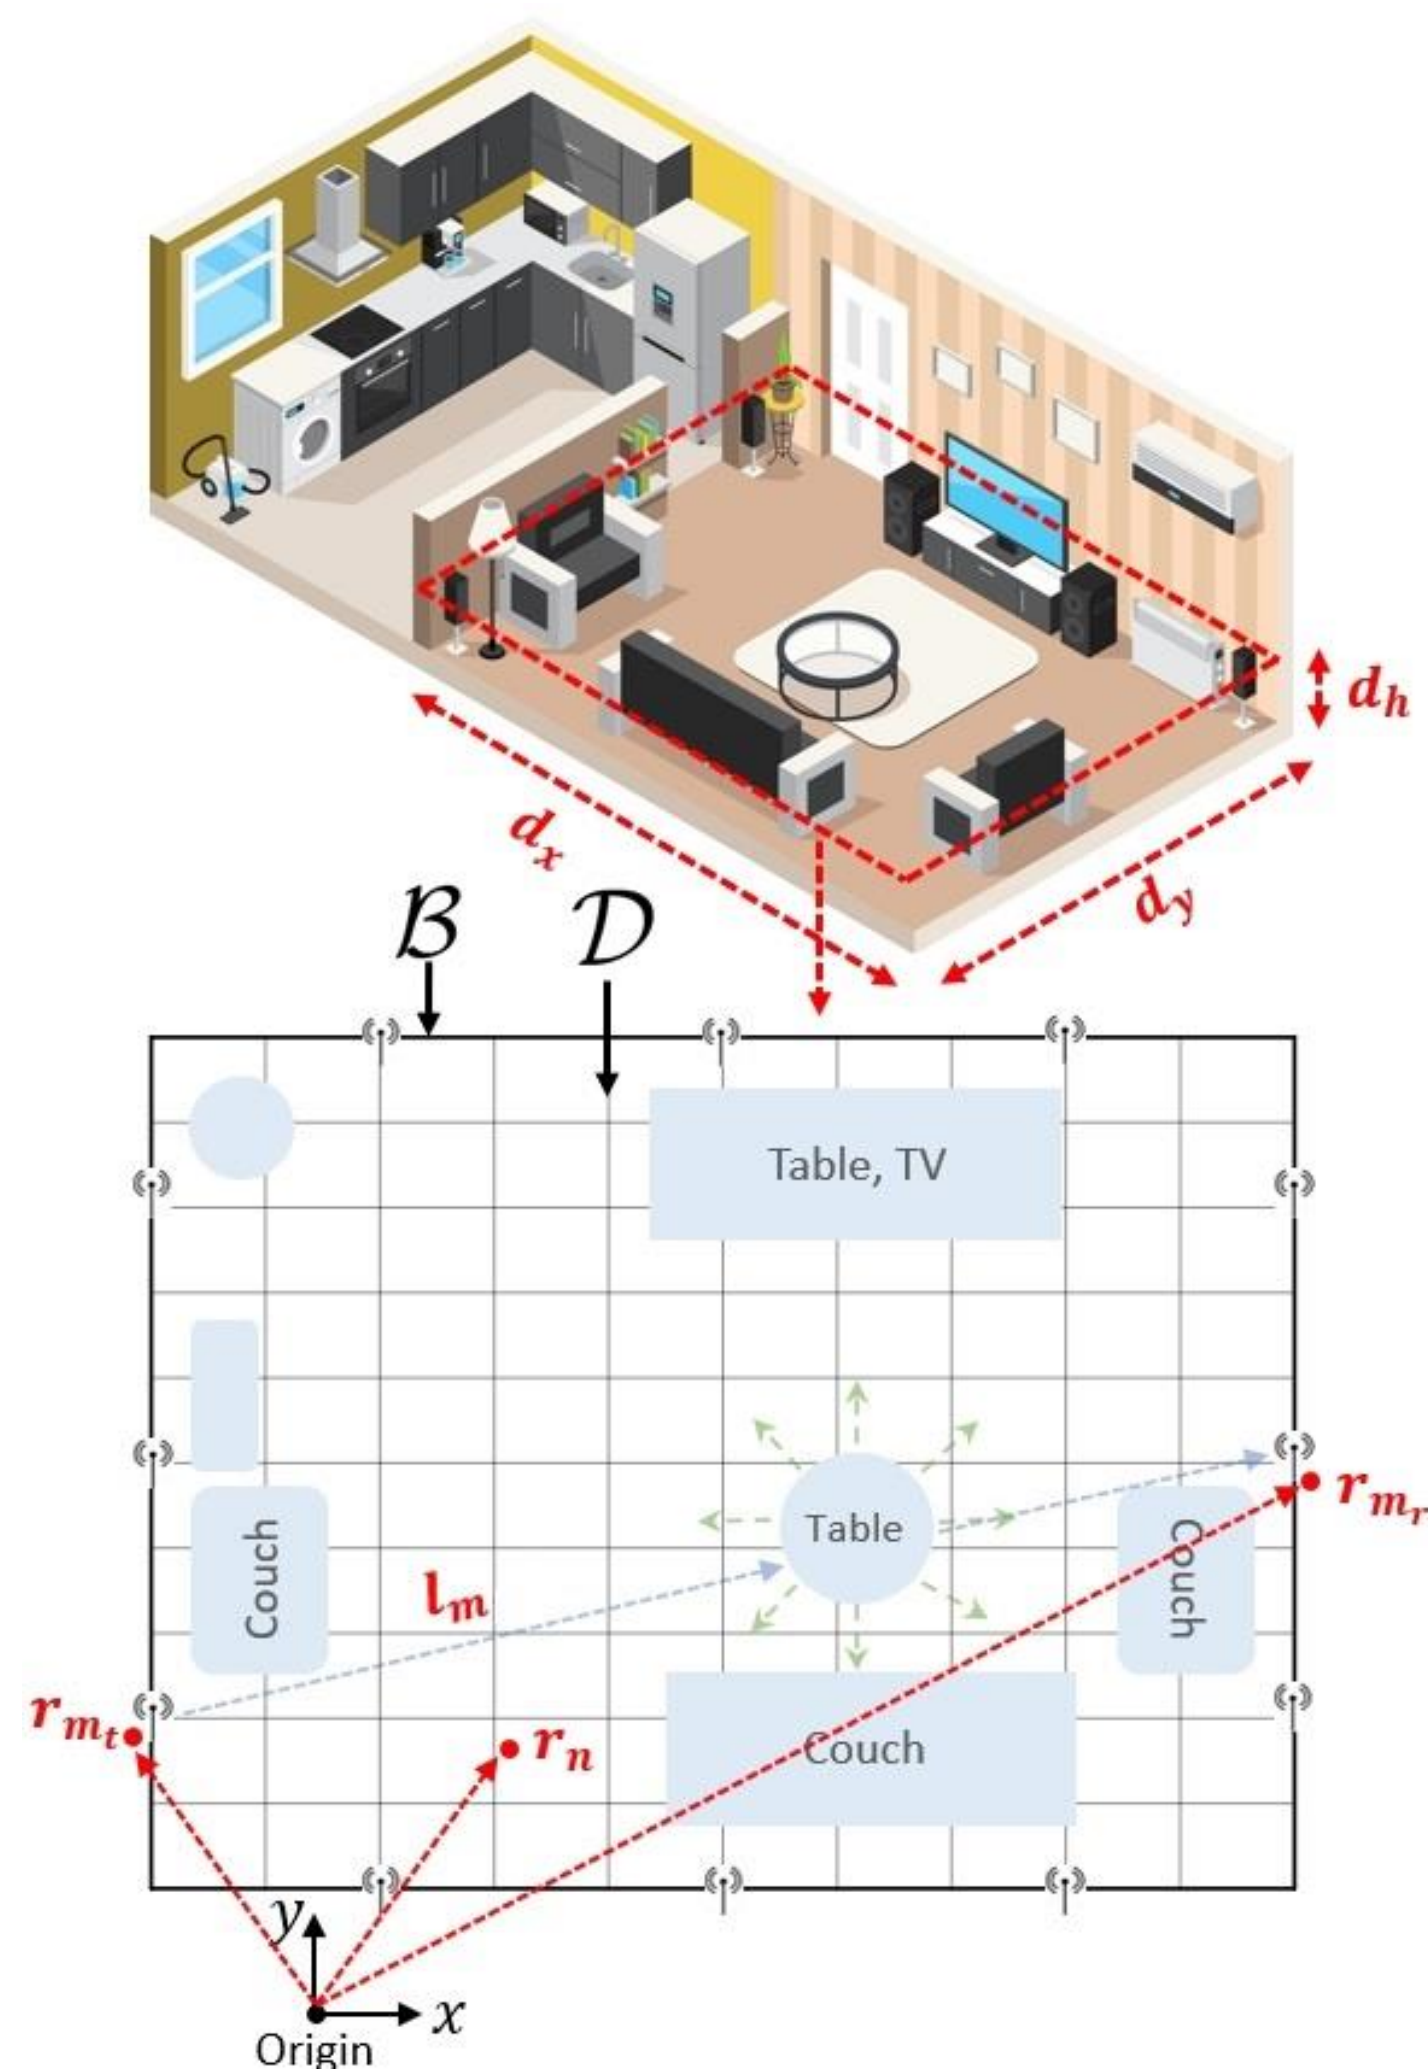 d_h
d_x
d_y
ℬ
𝒟
Table, TV
Table
Couch
Couch
l_m
r_{m_r}
r_{m_t}
r_n
Couch
y
x
Origin